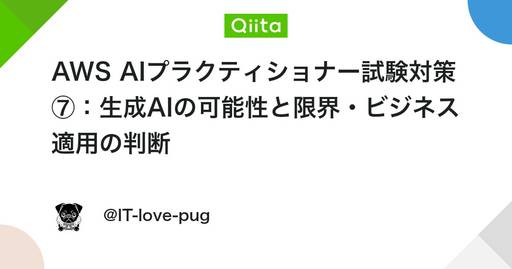 Qiita
AWS AIプラクティショナー試験対策
⑦：生成AIの可能性と限界・ビジネス
適用の判断
@IT-love-pug